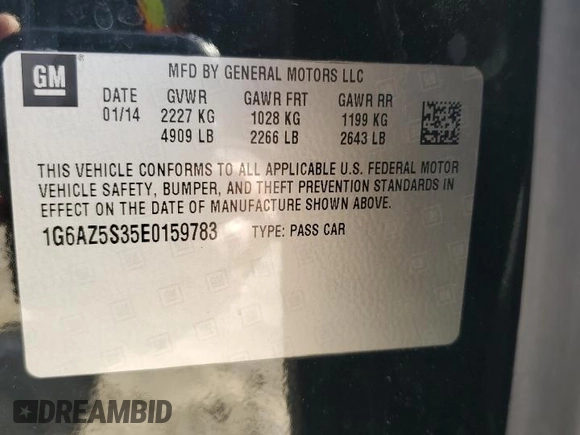 GM
MFD BY GENERAL MOTORS LLC
DATE GVWR GAWR FRT GAWR RR
01/14 2227 KG 1028 KG 1199 KG
4909 LB 2266 LB 2643 LB
THIS VEHICLE CONFORMS TO ALL APPLICABLE U.S. FEDERAL MOTOR
VEHICLE SAFETY, BUMPER, AND THEFT PREVENTION STANDARDS IN
EFFECT ON THE DATE OF MANUFACTURE SHOWN ABOVE.
1G6AZ5S35E0159783 TYPE: PASS CAR
DREAMBID